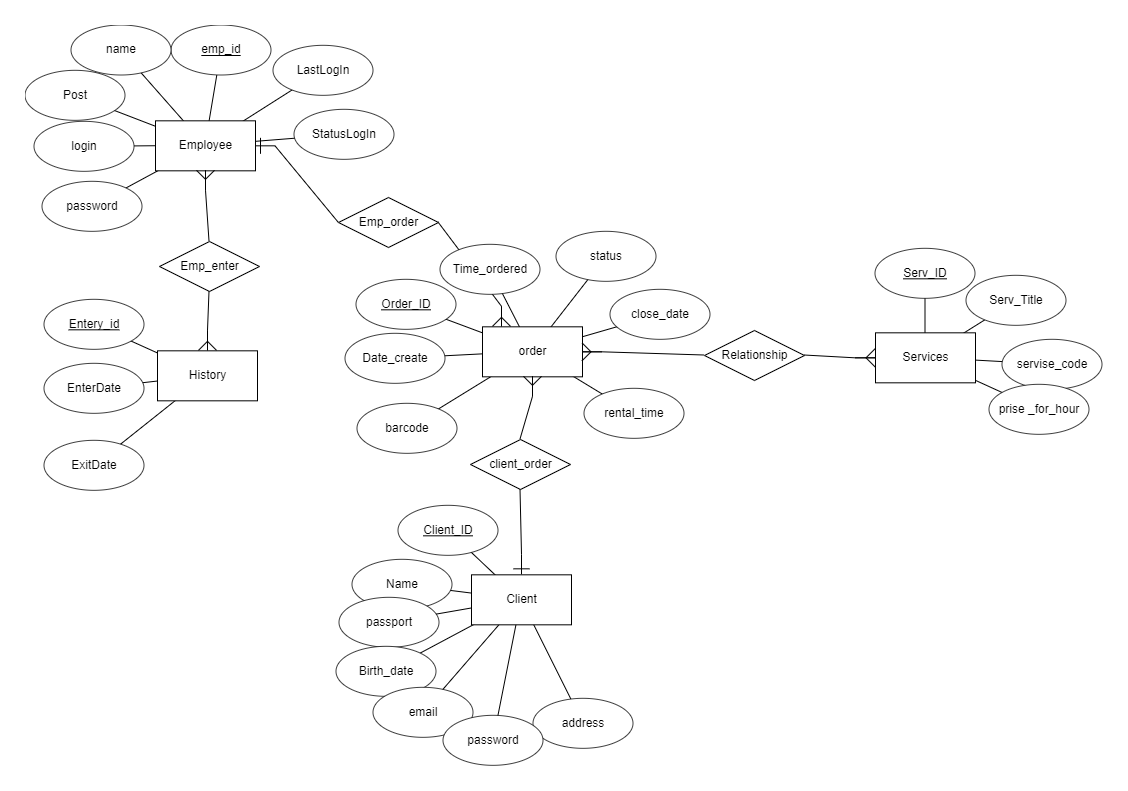 name
emp_id
LastLogIn
Post
StatusLogIn
login
Employee
password
Emp_order
Emp_enter
Time_ordered
status
Serv_ID
Order_ID
Serv_Title
Entery_id
close_date
order
Date_create
Relationship
Services
servise_code
History
EnterDate
prise _for_hour
rental_time
barcode
ExitDate
client_order
Client_ID
Name
Client
passport
Birth_date
email
address
password